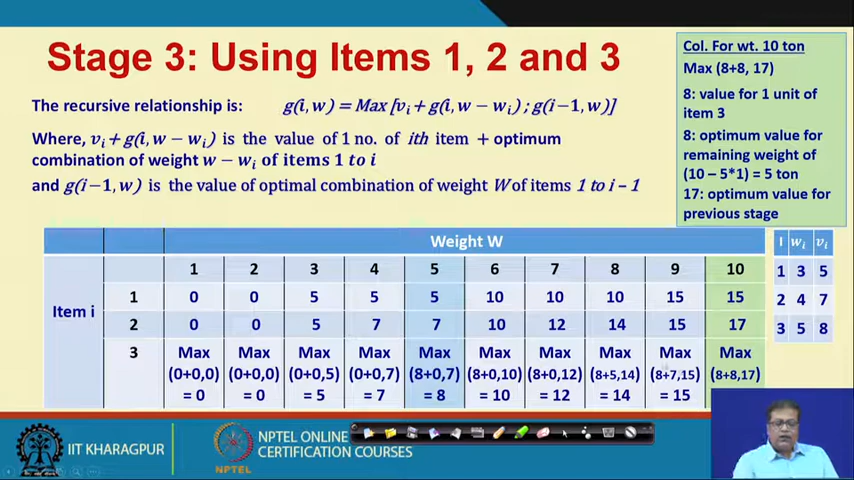 Stage 3: Using Items 1, 2 and 3
The recursive relationship is: g(i, w) = Max [vᵢ + g(i, w − wᵢ) ; g(i−1, w)]
Where, vᵢ + g(i, w − wᵢ) is the value of 1 no. of ith item + optimum
combination of weight w − wᵢ of items 1 to i
and g(i−1, w) is the value of optimal combination of weight W of items 1 to i − 1
Col. For wt. 10 ton
Max (8+8, 17)
8: value for 1 unit of
item 3
8: optimum value for
remaining weight of
(10 – 5*1) = 5 ton
17: optimum value for
previous stage
Weight W
1 2 3 4 5 6 7 8 9 10
Item i
1 0 0 5 5 5 10 10 10 15 15
2 0 0 5 7 7 10 12 14 15 17
3 Max Max Max Max Max Max Max Max Max Max
(0+0,0) (0+0,0) (0+0,5) (0+0,7) (8+0,7) (8+0,10) (8+0,12) (8+5,14) (8+7,15) (8+8,17)
= 0 = 0 = 5 = 7 = 8 = 10 = 12 = 14 = 15
I wᵢ vᵢ
1 3 5
2 4 7
3 5 8
IIT KHARAGPUR
NPTEL
NPTEL ONLINE
CERTIFICATION COURSES